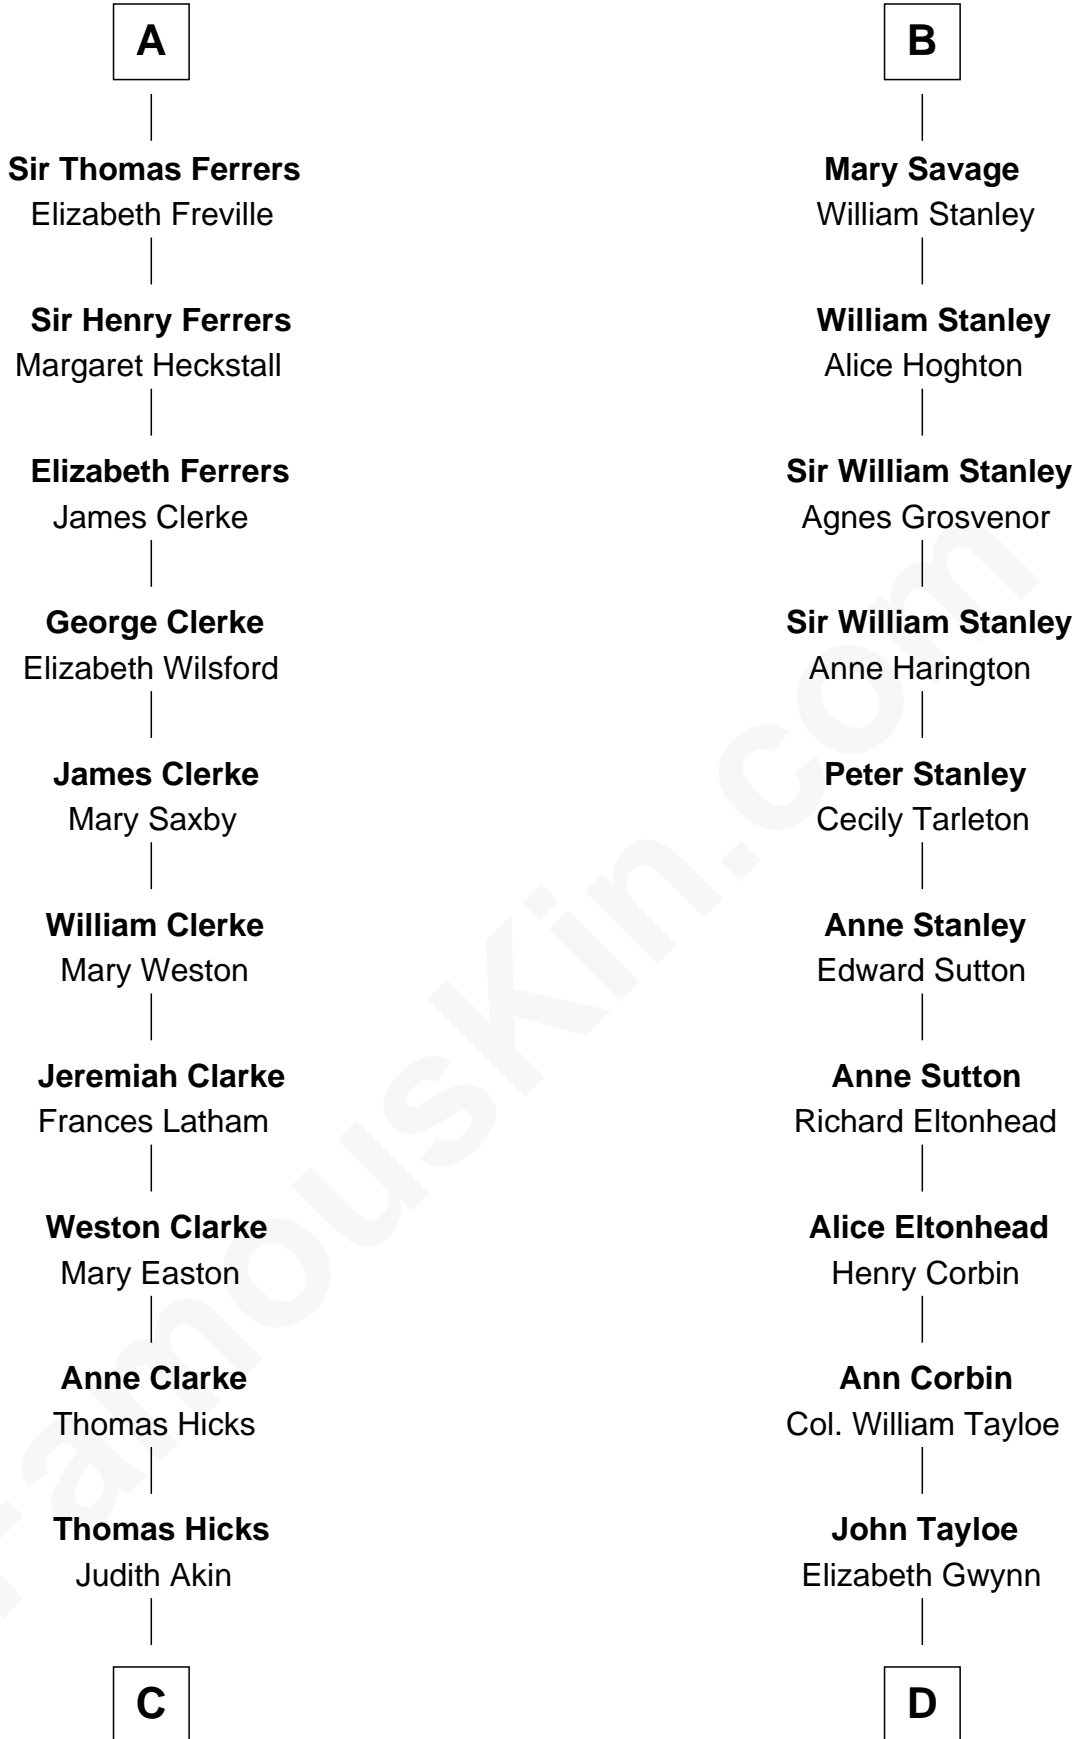 A
Sir Thomas Ferrers
Elizabeth Freville
Sir Henry Ferrers
Margaret Heckstall
Elizabeth Ferrers
James Clerke
George Clerke
Elizabeth Wilsford
James Clerke
Mary Saxby
William Clerke
Mary Weston
Jeremiah Clarke
Frances Latham
Weston Clarke
Mary Easton
Anne Clarke
Thomas Hicks
Thomas Hicks
Judith Akin
C
B
Mary Savage
William Stanley
William Stanley
Alice Hoghton
Sir William Stanley
Agnes Grosvenor
Sir William Stanley
Anne Harington
Peter Stanley
Cecily Tarleton
Anne Stanley
Edward Sutton
Anne Sutton
Richard Eltonhead
Alice Eltonhead
Henry Corbin
Ann Corbin
Col. William Tayloe
John Tayloe
Elizabeth Gwynn
D
FamousKin.com